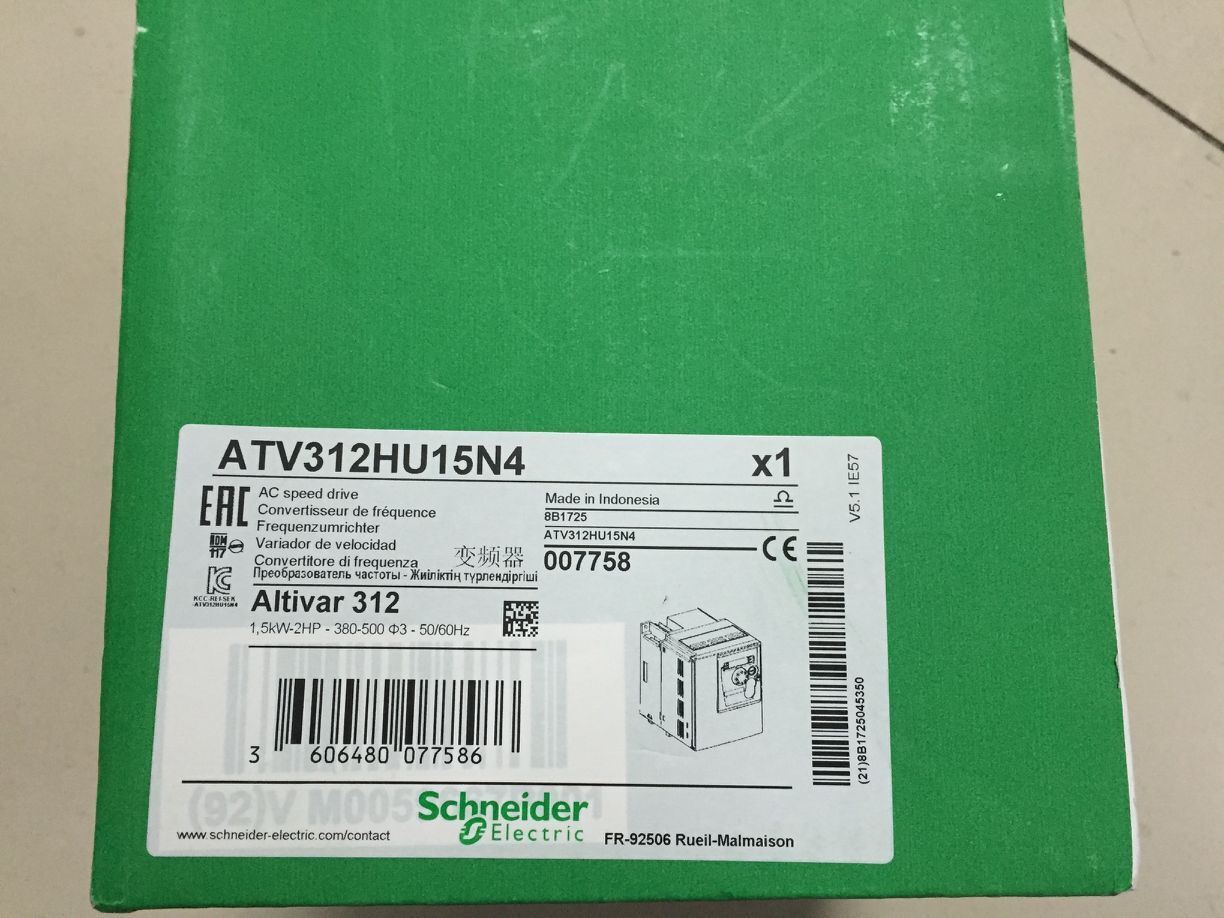 ATV312HU15N4
x1
EAC
AC speed drive
Convertisseur de fréquence
Frequenzumrichter
Variador de velocidad
Convertitore di frequenza
变频器
Преобразователь частоты - Жиіліктің түрлендіргіші
KCC-REI-SEK
-ATV312HU15N4
Altivar 312
1,5kW-2HP - 380-500 Φ3 - 50/60Hz
Made in Indonesia
8B1725
ATV312HU15N4
007758
CE
V5.1 IE57
3 606480 077586
(21)8B1725045350
Schneider
Electric
www.schneider-electric.com/contact
FR-92506 Rueil-Malmaison